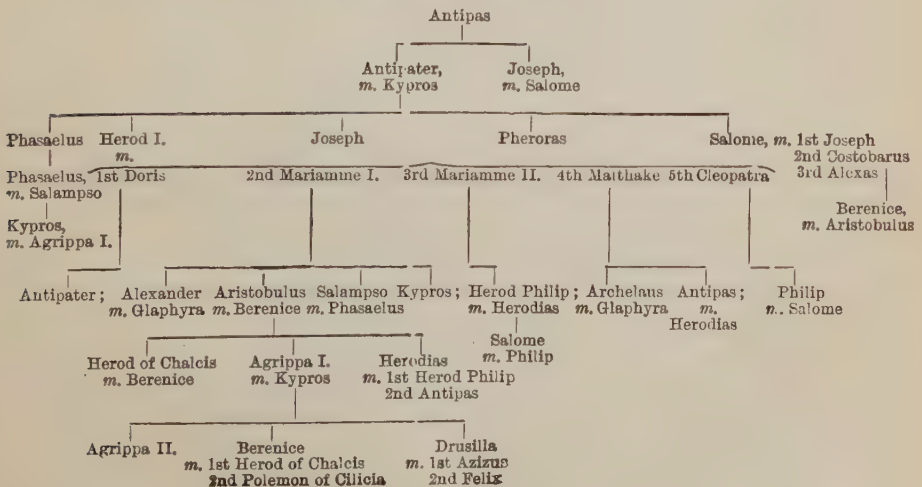 Antipas
Antipater, Joseph,
m. Kypros m. Salome
Phasaelus Herod I. Joseph Pheroras Salome, m. 1st Joseph
m. 2nd Costobarus
Phasaelus, 1st Doris 2nd Mariamme I. 3rd Mariamme II. 4th Malthake 5th Cleopatra 3rd Alexas
m. Salampso
Kypros, Berenice,
m. Agrippa I. m. Aristobulus
Antipater; Alexander Aristobulus Salampso Kypros; Herod Philip; Archelaus Antipas; Philip
m. Glaphyra m. Berenice m. Phasaelus m. Herodias m. Glaphyra m. m. Salome
Herodias
Salome
m. Philip
Herod of Chalcis Agrippa I. Herodias
m. Berenice m. Kypros m. 1st Herod Philip
2nd Antipas
Agrippa II. Berenice Drusilla
m. 1st Herod of Chalcis m. 1st Azizus
2nd Polemon of Cilicia 2nd Felix